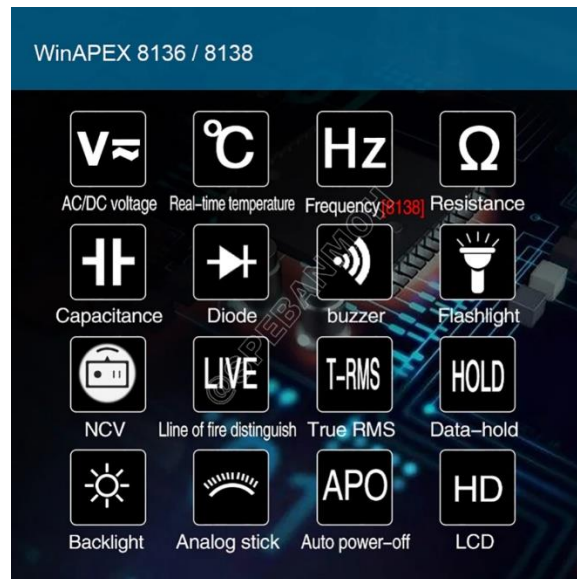 WinAPEX 8136 / 8138
V
℃
Hz
Ω
AC/DC voltage
Real-time temperature
Frequency[8138]
Resistance
Capacitance
Diode
buzzer
Flashlight
LIVE
T-RMS
HOLD
NCV
Lline of fire distinguish
True RMS
Data-hold
APO
HD
Backlight
Analog stick
Auto power-off
LCD